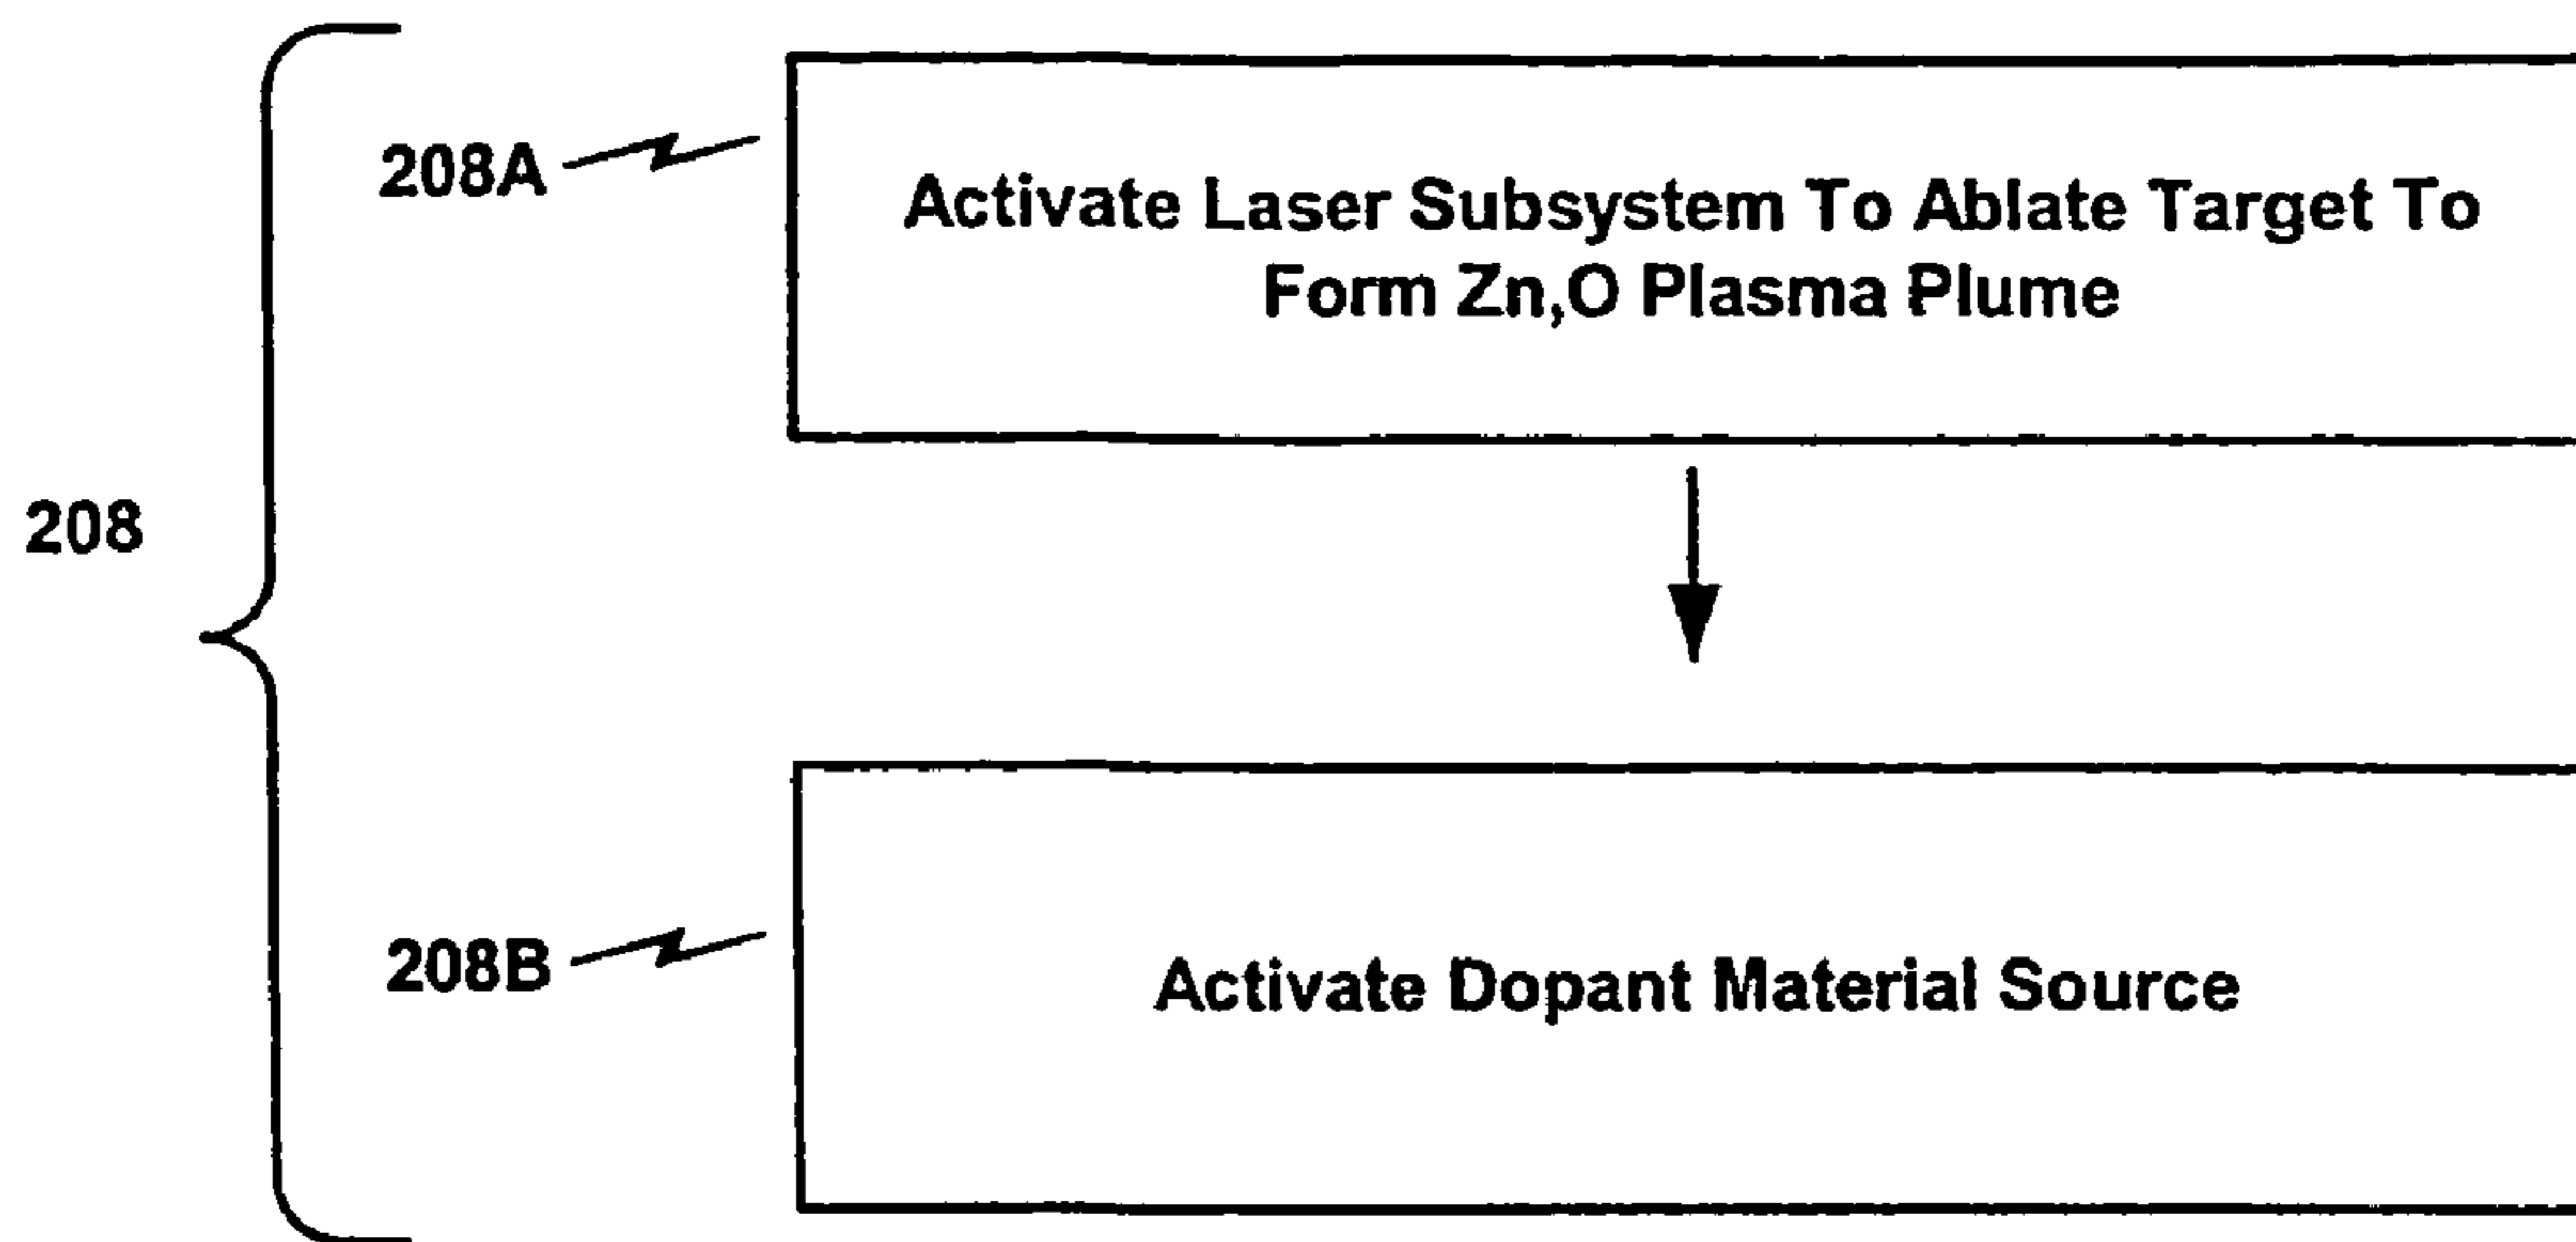 208A
Activate Laser Subsystem To Ablate Target To
Form Zn,O Plasma Plume
208
208B
Activate Dopant Material Source